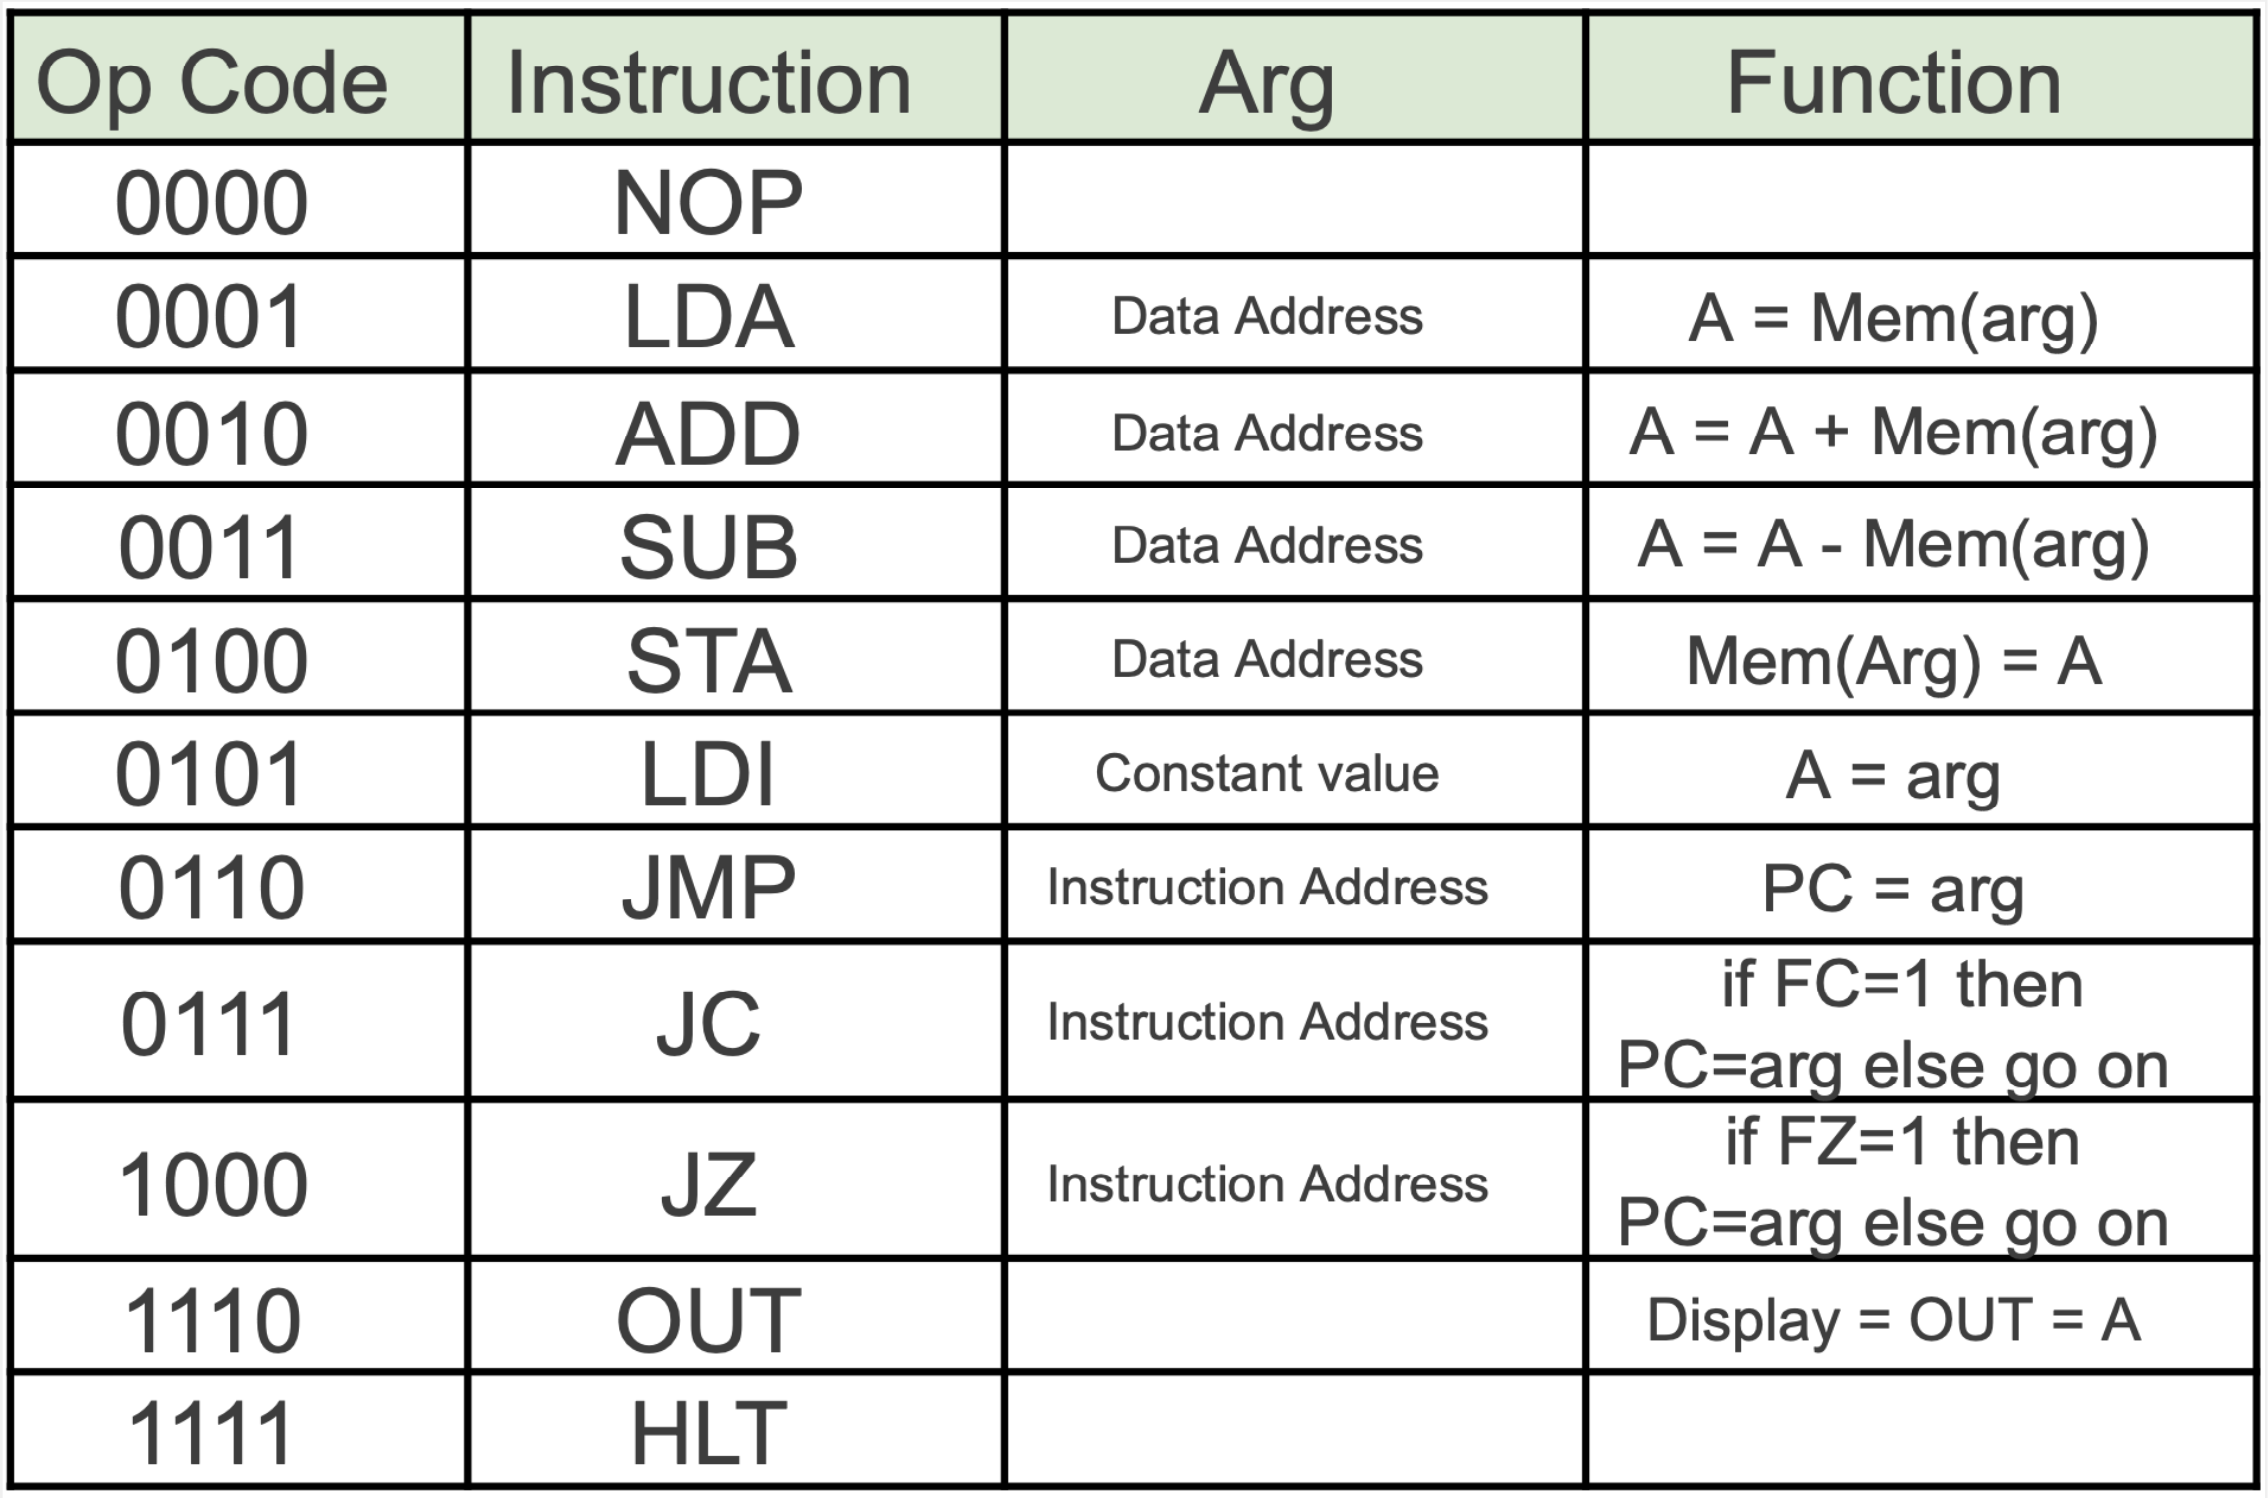 Op Code Instruction Arg Function
0000 NOP
0001 LDA Data Address A = Mem(arg)
0010 ADD Data Address A = A + Mem(arg)
0011 SUB Data Address A = A - Mem(arg)
0100 STA Data Address Mem(Arg) = A
0101 LDI Constant value A = arg
0110 JMP Instruction Address PC = arg
0111 JC Instruction Address if FC=1 then
PC=arg else go on
1000 JZ Instruction Address if FZ=1 then
PC=arg else go on
1110 OUT Display = OUT = A
1111 HLT